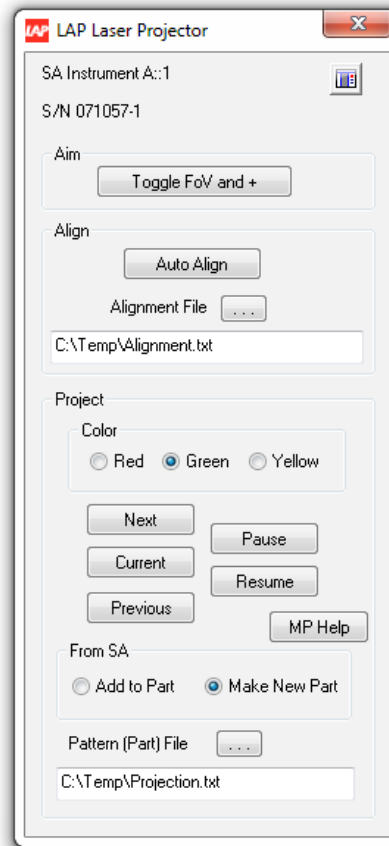 LAP LAP Laser Projector
SA Instrument A::1
S/N 071057-1
Aim
Toggle FoV and +
Align
Auto Align
Alignment File ...
C:\Temp\Alignment.txt
Project
Color
Red Green Yellow
Next
Pause
Current
Resume
Previous
MP Help
From SA
Add to Part Make New Part
Pattern (Part) File ...
C:\Temp\Projection.txt